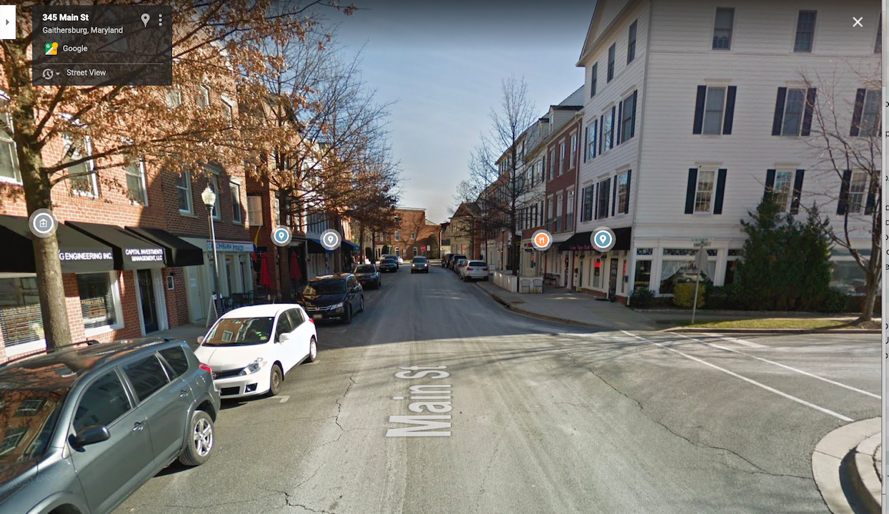 345 Main St
Gaithersburg, Maryland
Google
Street View
G ENGINEERING INC.
CAPITAL INVESTMENT
MANAGEMENT, LLC
Main St